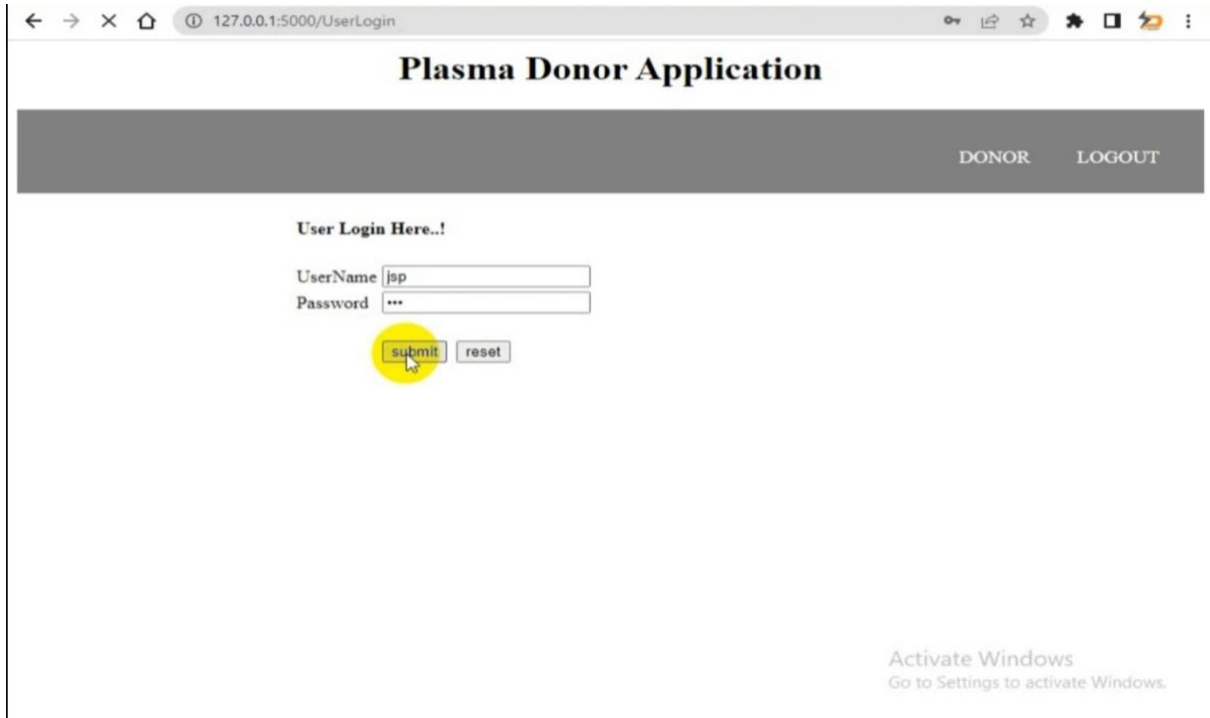 127.0.0.1:5000/UserLogin
Plasma Donor Application
DONOR LOGOUT
User Login Here..!
UserName jsp
Password •••
submit reset
Activate Windows
Go to Settings to activate Windows.